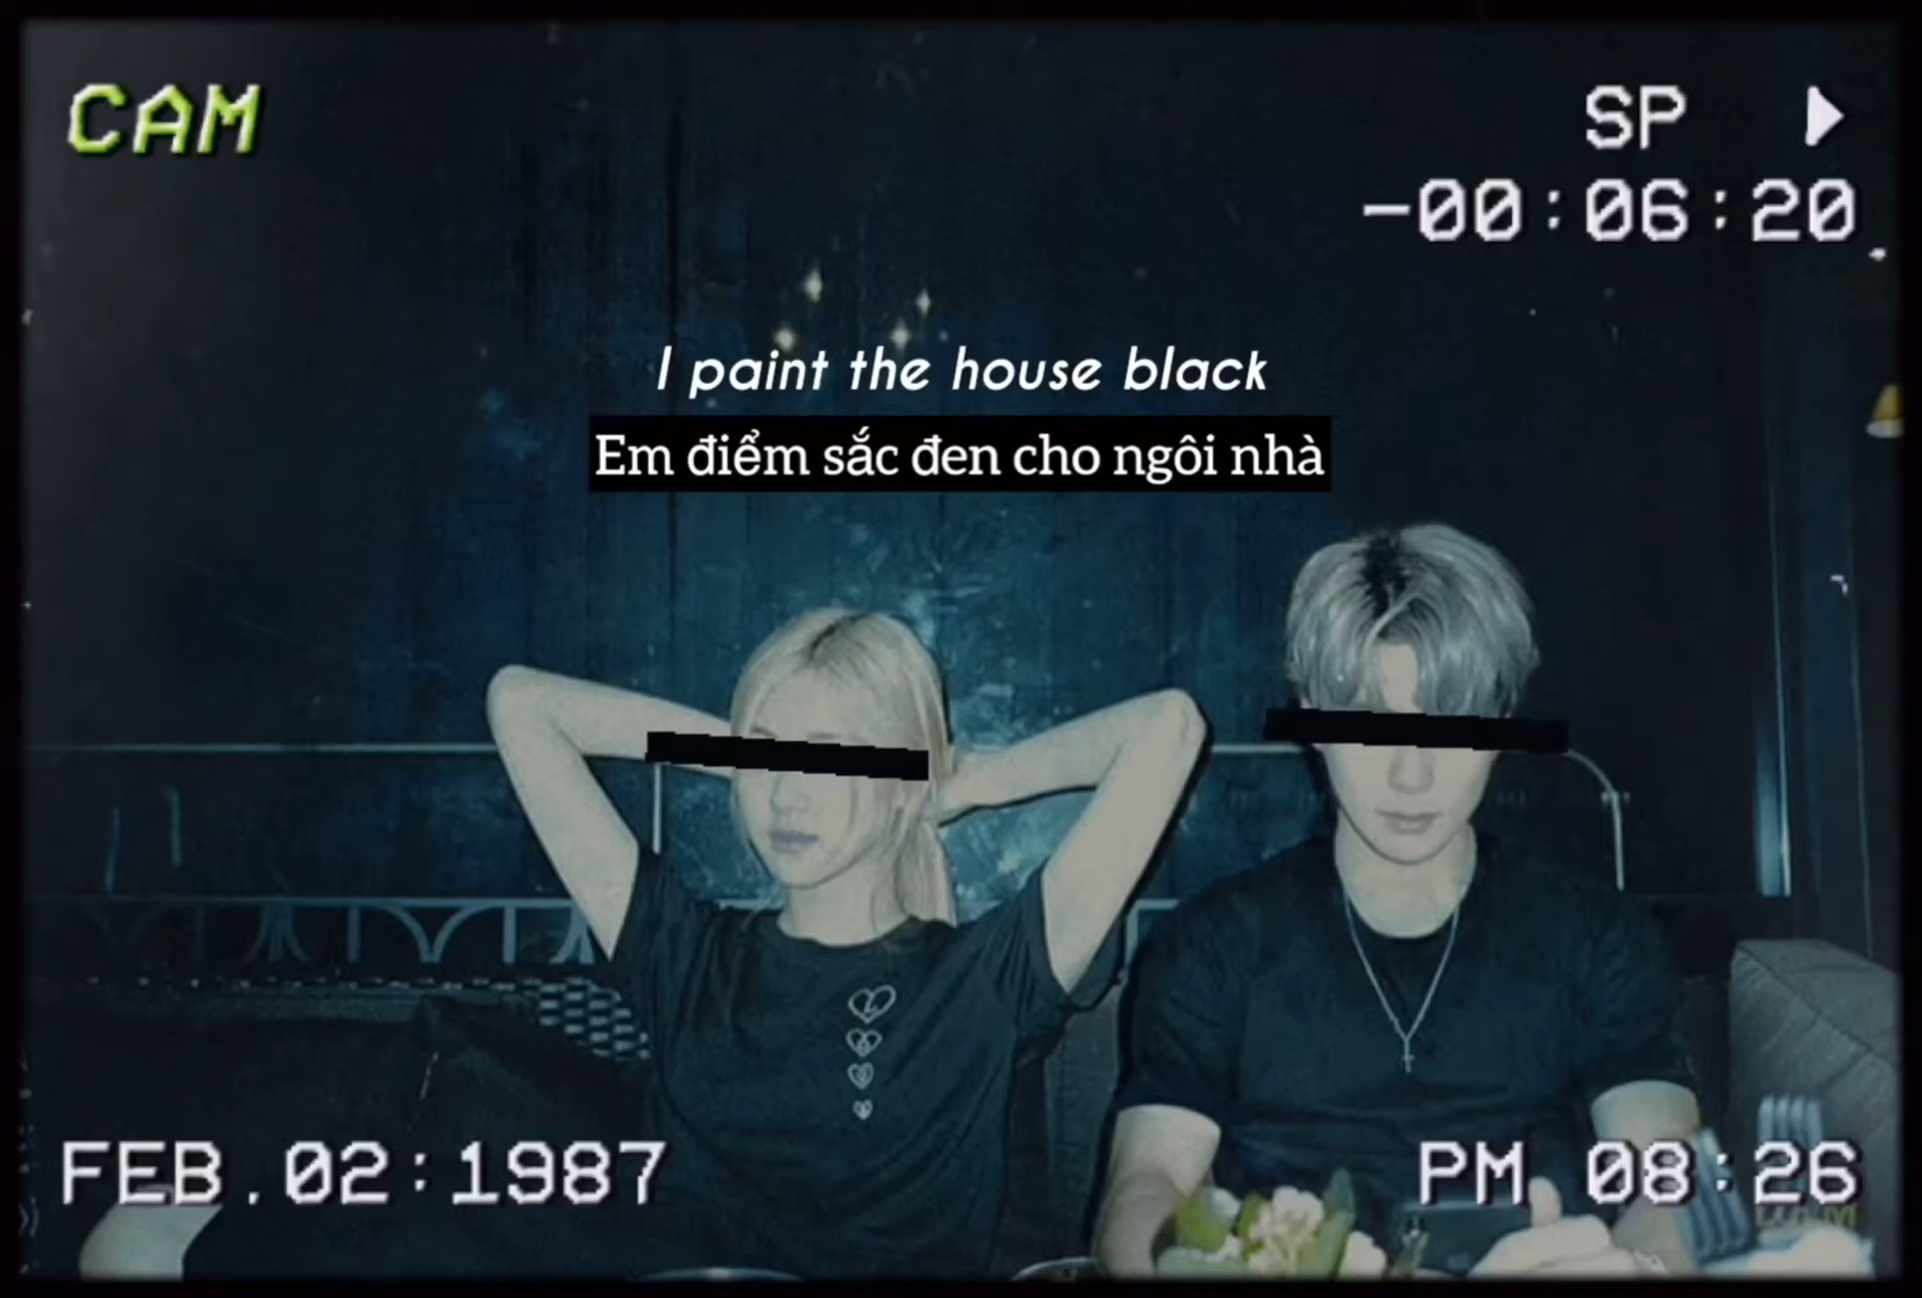 CAM
SP
-00:06:20
I paint the house black
Em điểm sắc đen cho ngôi nhà
FEB.02:1987
PM 08:26